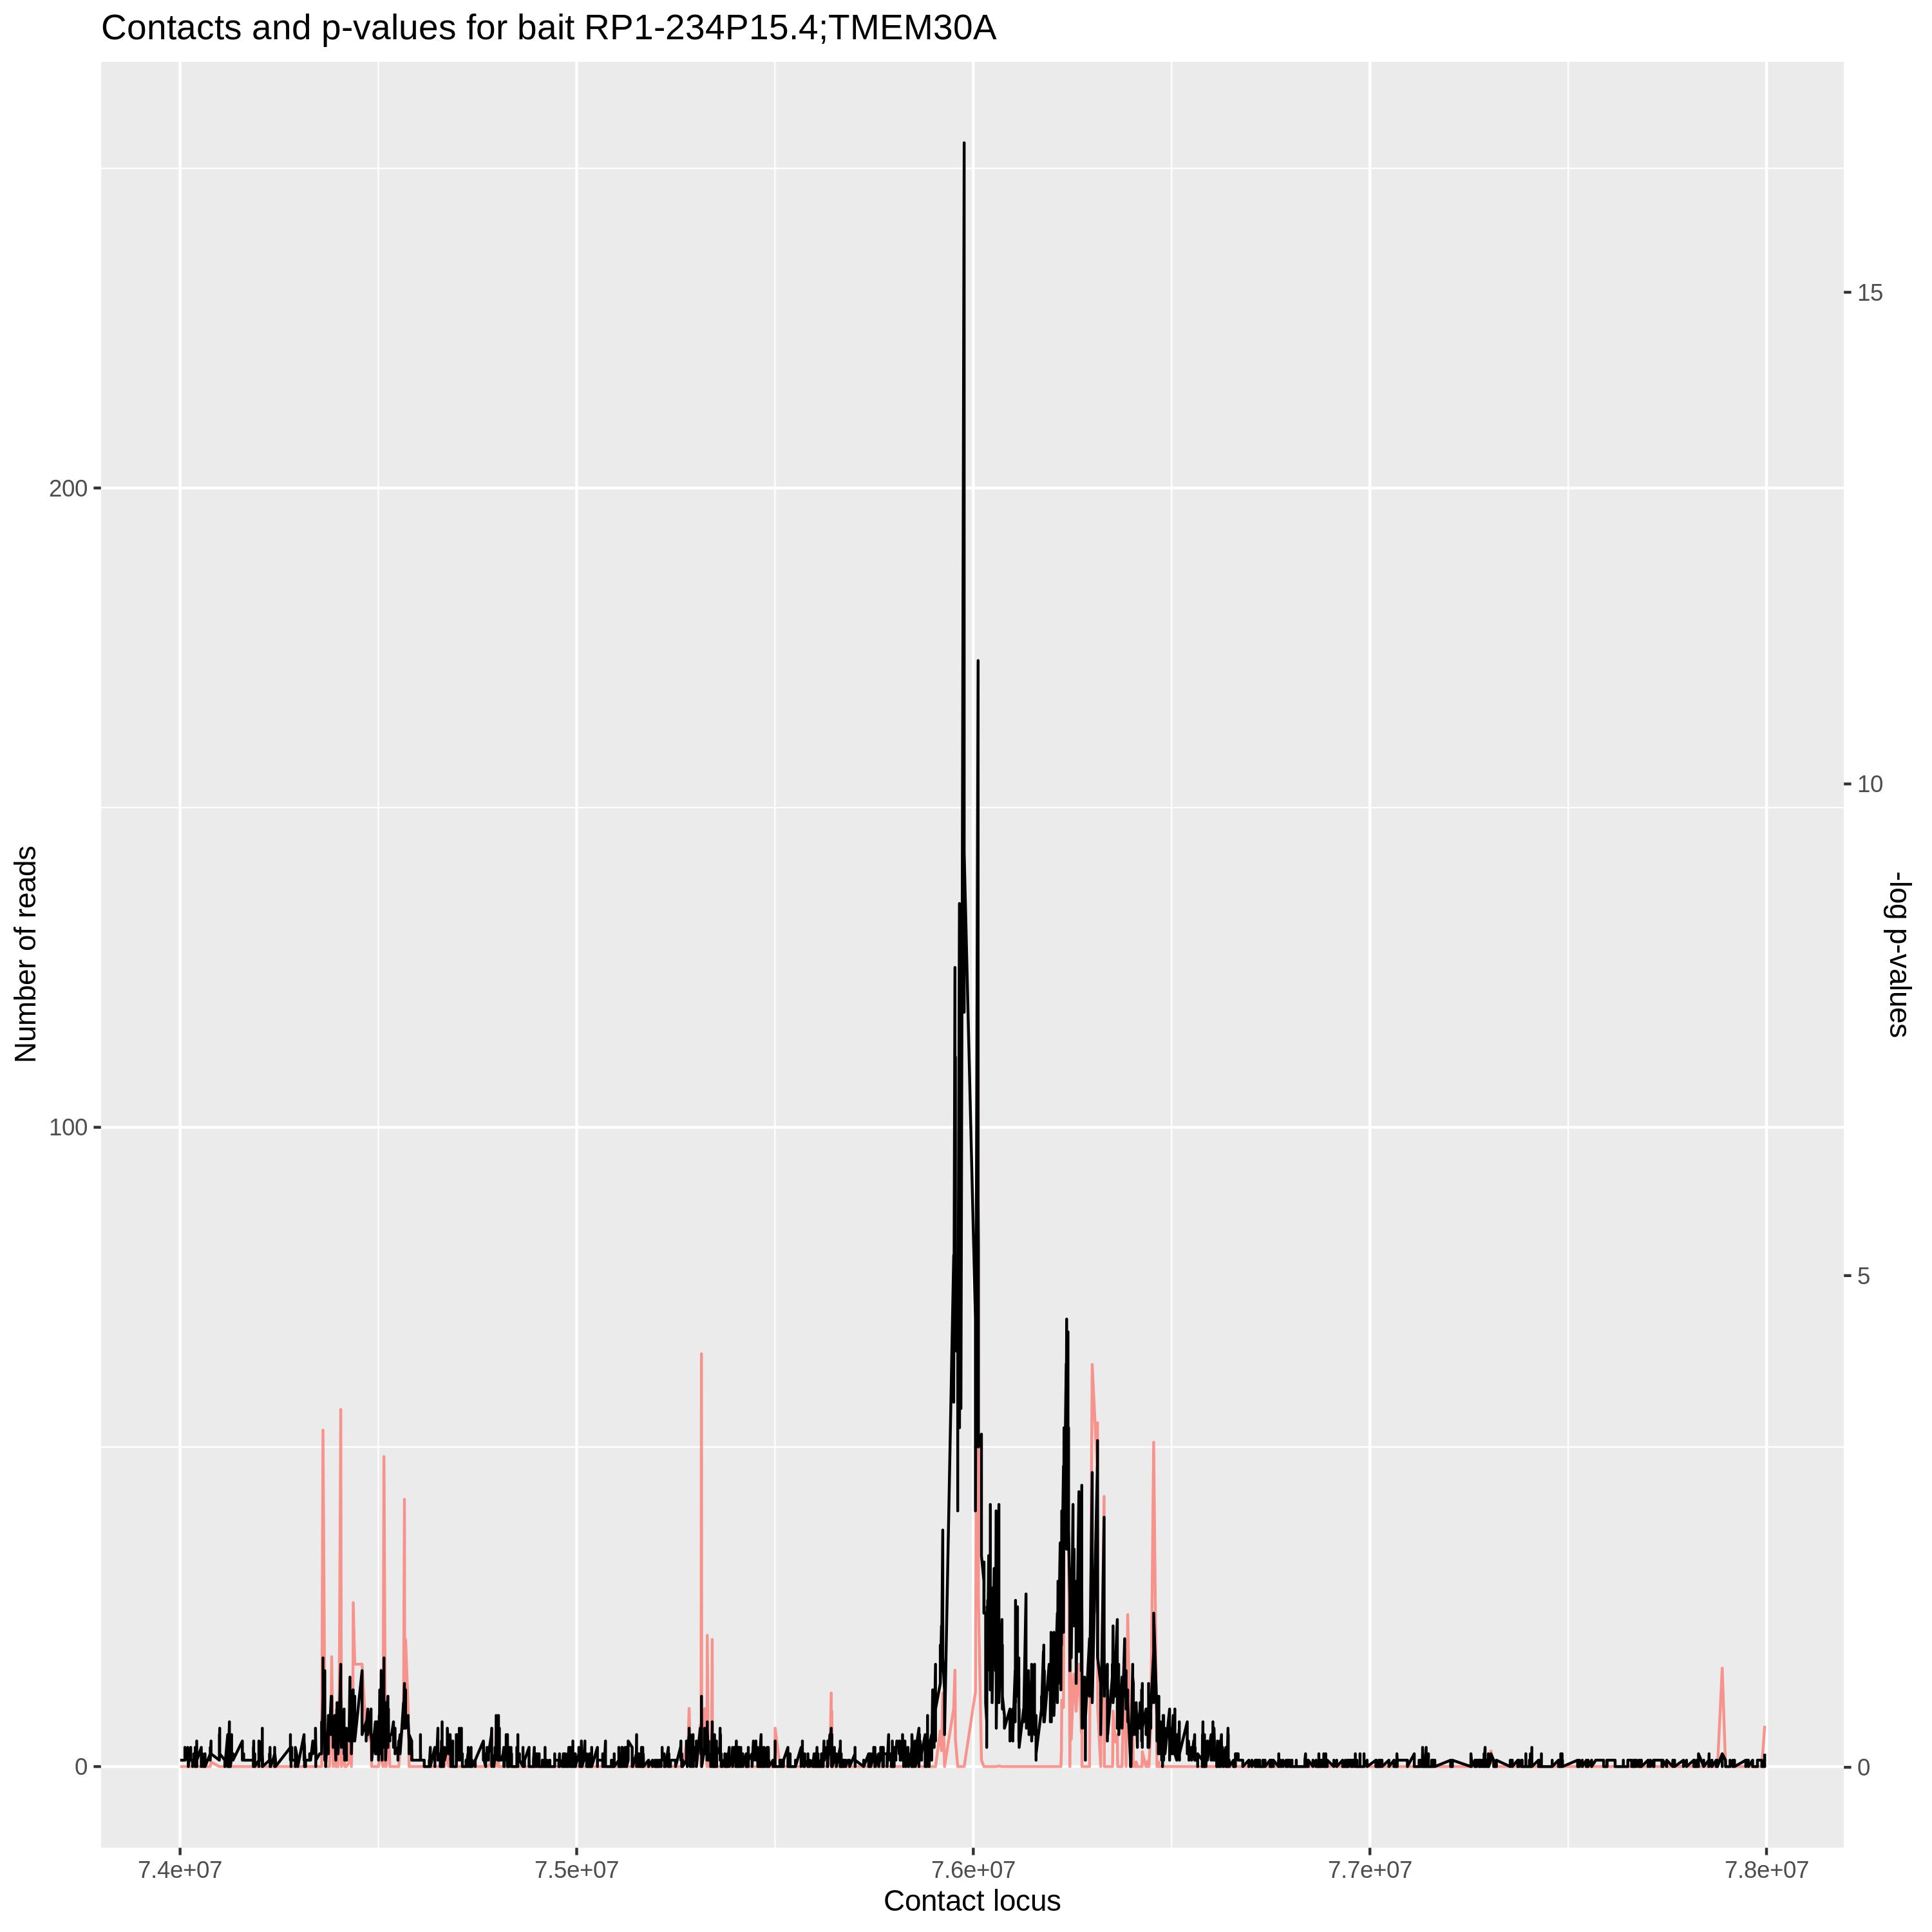 Contacts and p-values for bait RP1-234P15.4;TMEM30A
Number of reads
200
100
0
15
10
5
0
-log p-values
7.4e+07 7.5e+07 7.6e+07 7.7e+07 7.8e+07
Contact locus